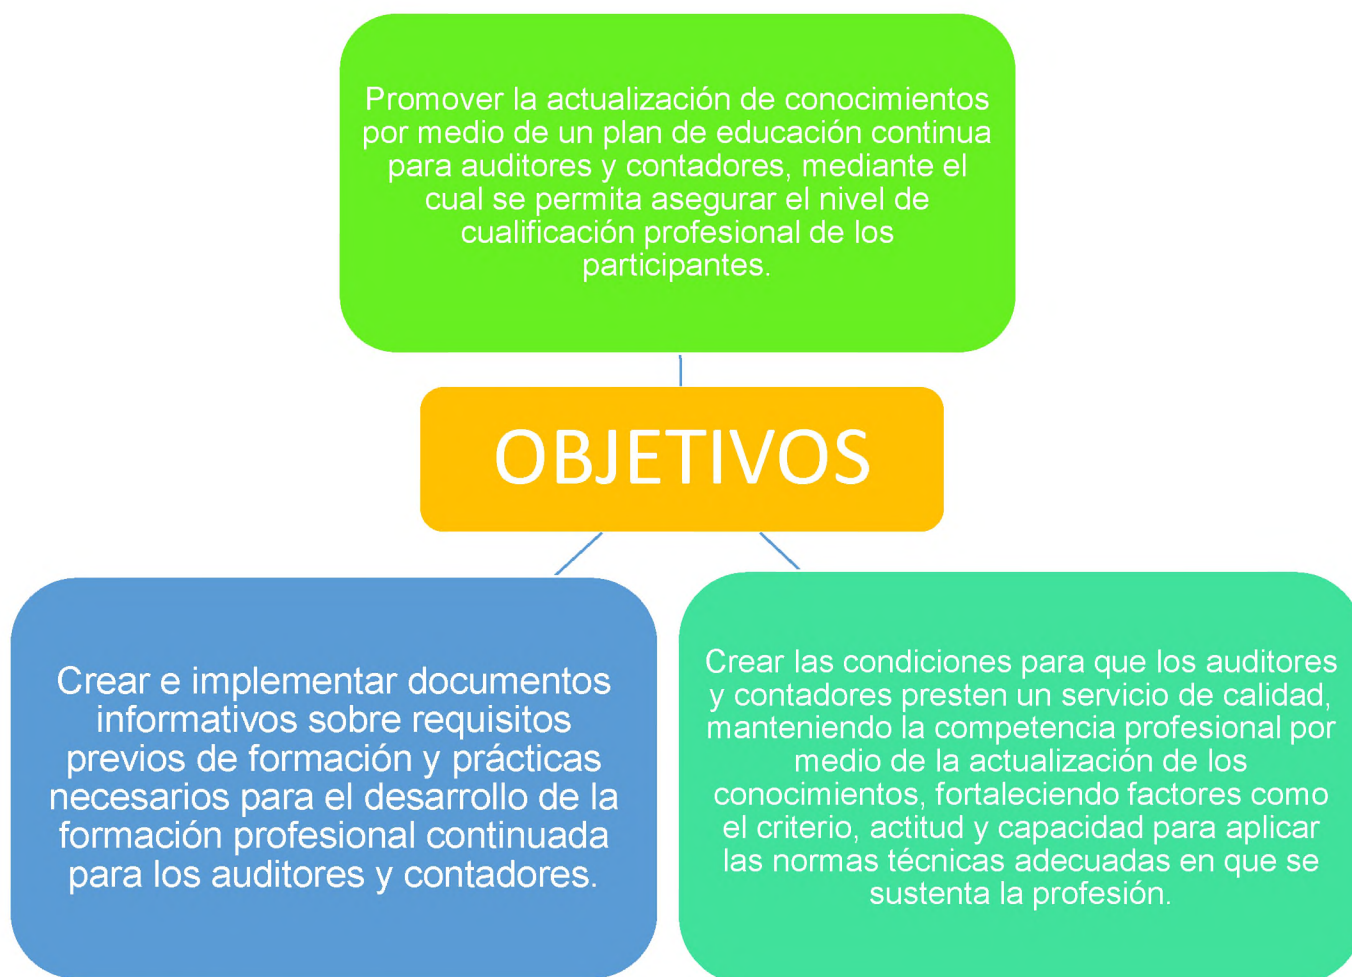 Promover la actualización de conocimientos
por medio de un plan de educación continua
para auditores y contadores, mediante el
cual se permita asegurar el nivel de
cualificación profesional de los
participantes.
OBJETIVOS
Crear e implementar documentos
informativos sobre requisitos
previos de formación y prácticas
necesarios para el desarrollo de la
formación profesional continuada
para los auditores y contadores.
Crear las condiciones para que los auditores
y contadores presten un servicio de calidad,
manteniendo la competencia profesional por
medio de la actualización de los
conocimientos, fortaleciendo factores como
el criterio, actitud y capacidad para aplicar
las normas técnicas adecuadas en que se
sustenta la profesión.